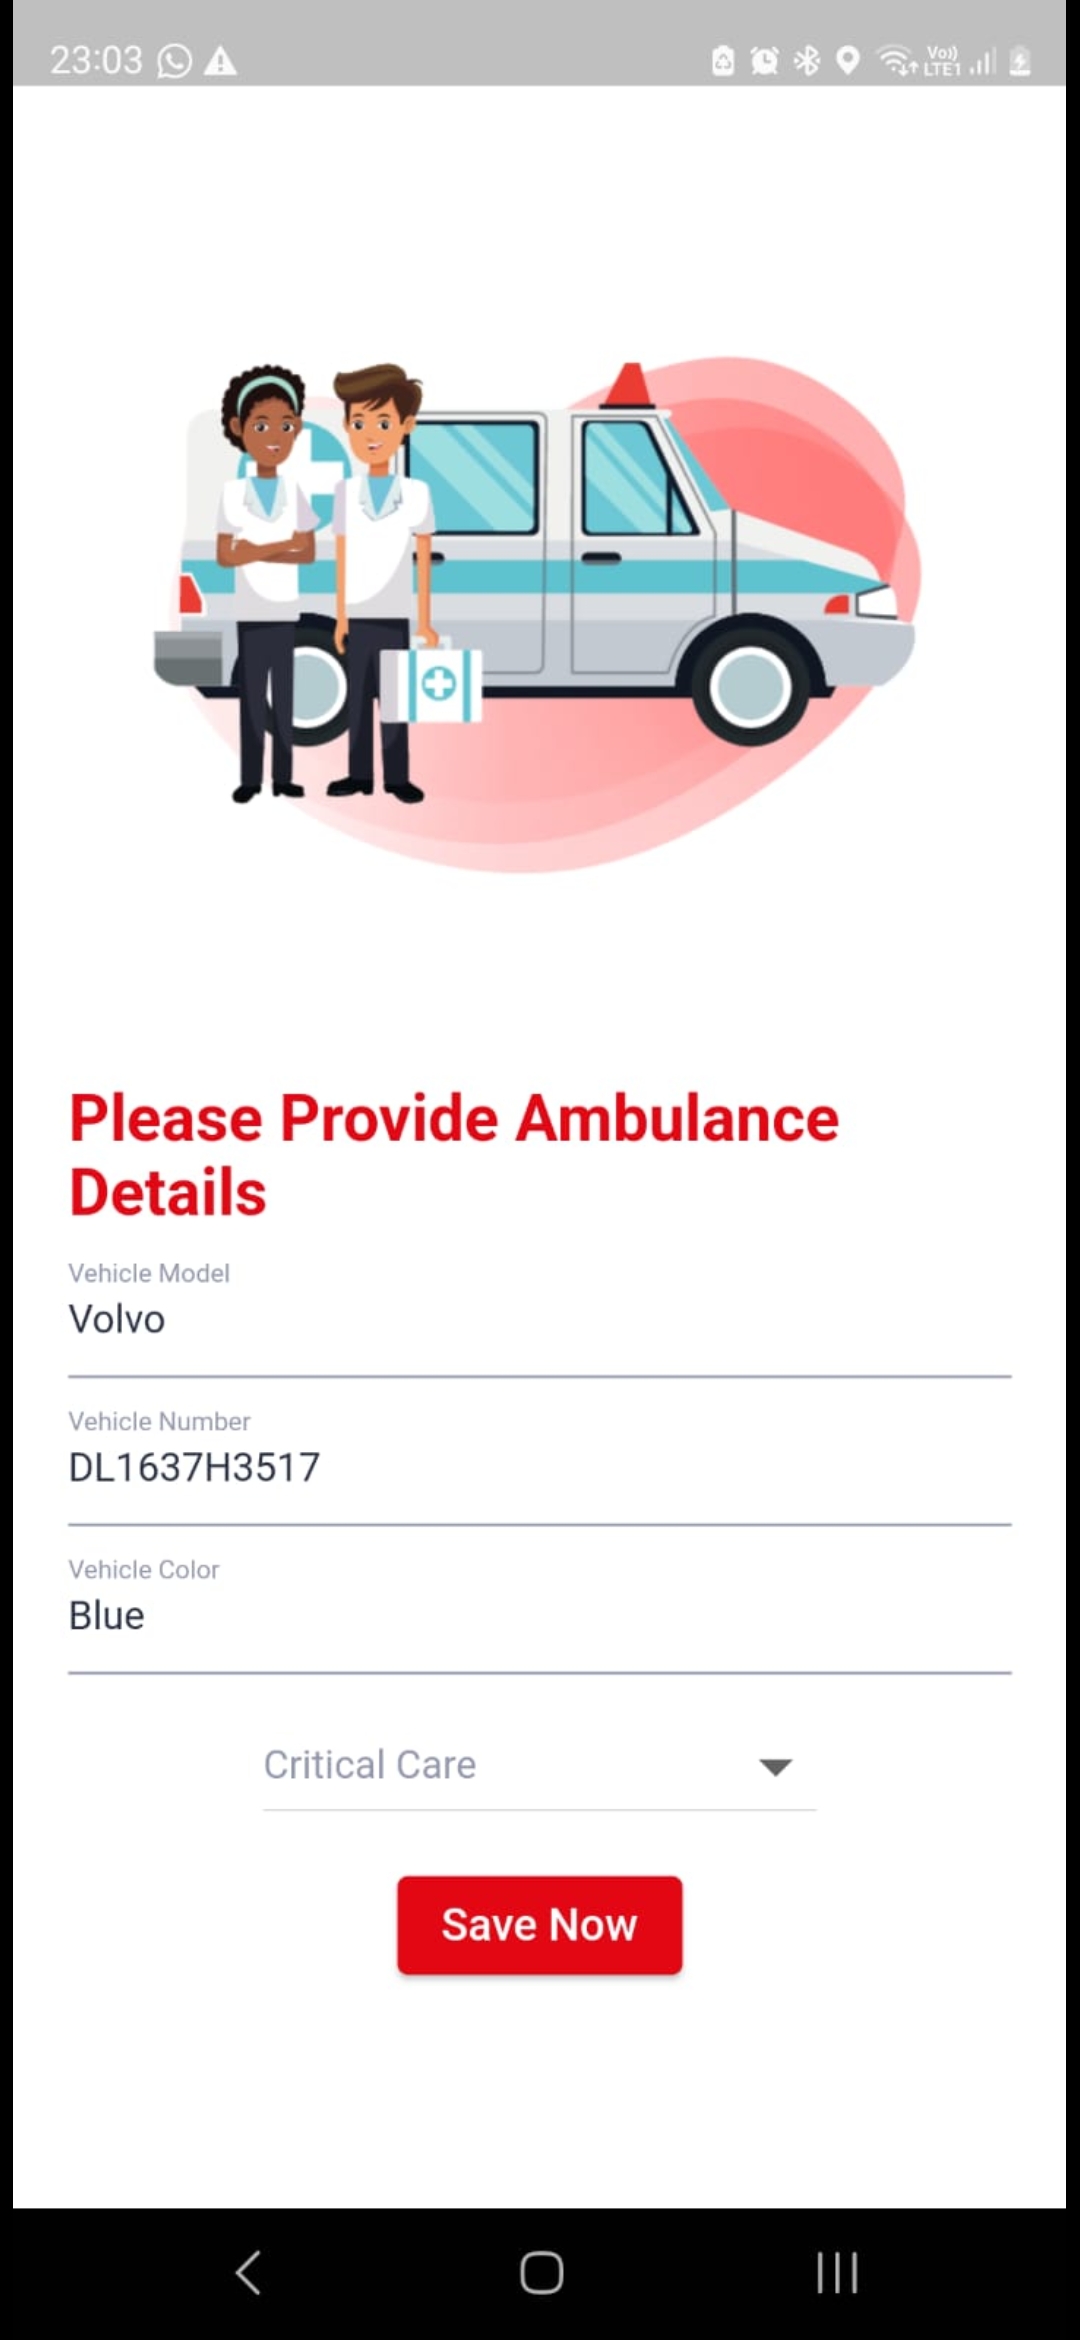 23:03
Vo))
LTE1
Please Provide Ambulance
Details
Vehicle Model
Volvo
Vehicle Number
DL1637H3517
Vehicle Color
Blue
Critical Care
Save Now